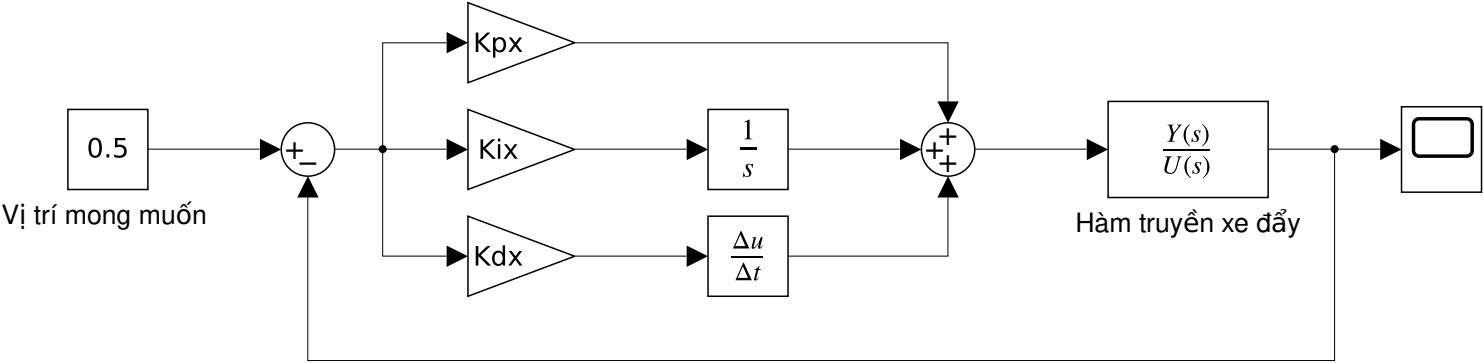 Kpx
0.5
+
−
Kix
1
s
+
+
+
Y(s)
U(s)
Vị trí mong muốn
Hàm truyền xe đẩy
Kdx
Δu
Δt